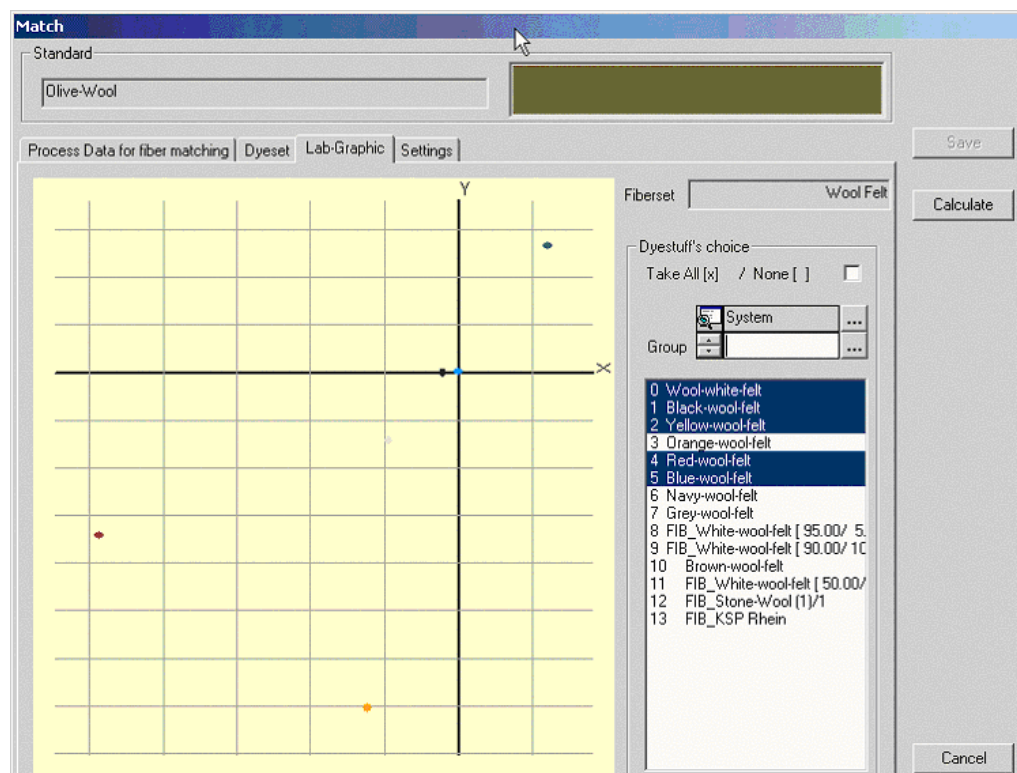 Match
Standard
Olive-Wool
Process Data for fiber matching Dyeset Lab-Graphic Settings
Save
Calculate
Y
X
Fiberset Wool Felt
Dyestuff's choice
Take All [x] / None [ ]
System ...
Group ...
0 Wool-white-felt
1 Black-wool-felt
2 Yellow-wool-felt
3 Orange-wool-felt
4 Red-wool-felt
5 Blue-wool-felt
6 Navy-wool-felt
7 Grey-wool-felt
8 FIB_White-wool-felt [ 95.00/ 5.
9 FIB_White-wool-felt [ 90.00/ 10
10 Brown-wool-felt
11 FIB_White-wool-felt [ 50.00/
12 FIB_Stone-Wool (1)/1
13 FIB_KSP Rhein
Cancel